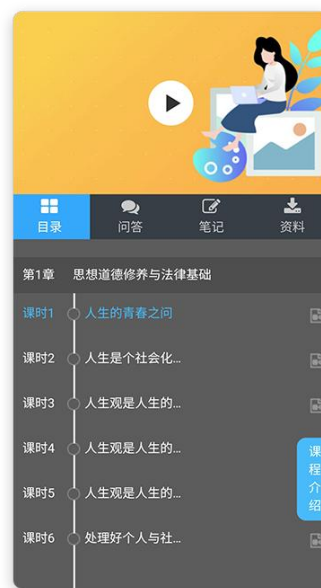 目录
问答
笔记
资料
第1章 思想道德修养与法律基础
课时1 人生的青春之问
课时2 人生是个社会化...
课时3 人生观是人生的...
课时4 人生观是人生的...
课时5 人生观是人生的...
课时6 处理好个人与社...
课
程
介
绍